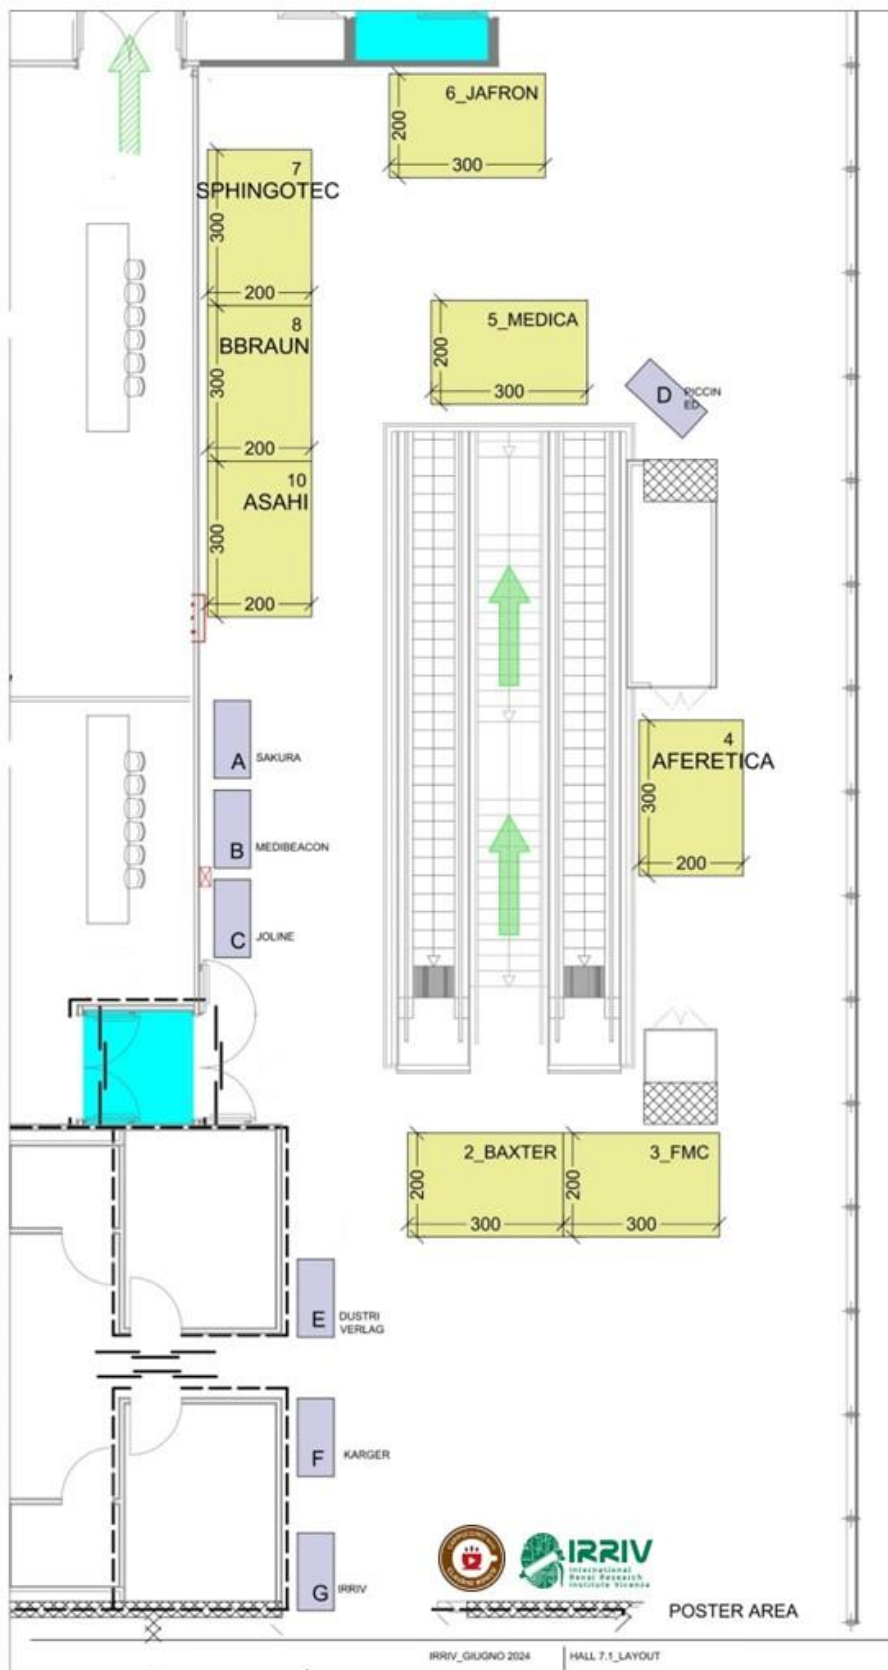 6_JAFRON
200
300
7
SPHINGOTEC
300
200
8
BBRAUN
300
200
10
ASAHI
300
200
5_MEDICA
200
300
D PICCIN
ED
A SAKURA
B MEDIBEACON
C JOLINE
4
AFERETICA
300
200
2_BAXTER
200
300
3_FMC
200
300
E DUSTRI
VERLAG
F KARGER
G IRRIV
IRRIV
International
Renal Research
Institute Vicenza
POSTER AREA
IRRIV_GIUGNO 2024
HALL 7.1_LAYOUT